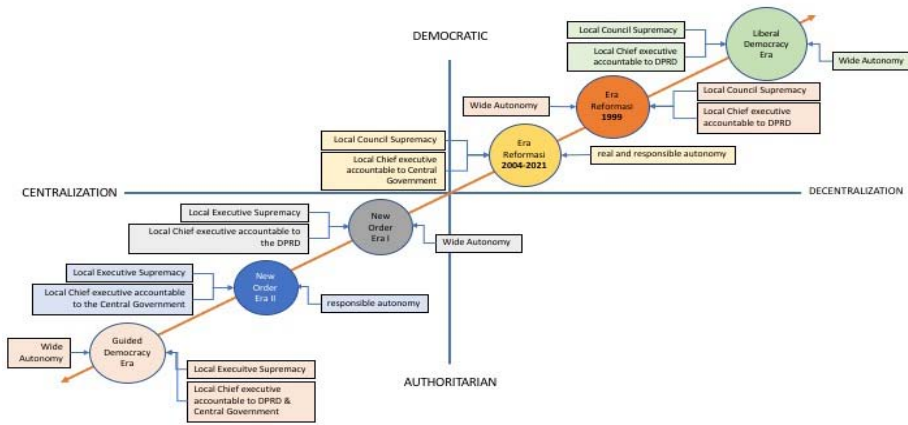 DEMOCRATIC
Local Council Supremacy
Local Chief executive
accountable to DPRD
Liberal
Democracy
Era
Wide Autonomy
Wide Autonomy
Era
Reformasi
1999
Local Council Supremacy
Local Chief executive
accountable to DPRD
Local Council Supremacy
Local Chief executive
accountable to Central
Government
Era
Reformasi
2004-2021
real and responsible autonomy
CENTRALIZATION
DECENTRALIZATION
Local Executive Supremacy
Local Chief executive accountable to
the DPRD
New
Order
Era I
Wide Autonomy
Local Executive Supremacy
Local Chief executive accountable
to the Central Government
New
Order
Era II
responsible autonomy
Wide
Autonomy
Guided
Democracy
Era
Local Execuitve Supremacy
Local Chief executive
accountable to DPRD &
Central Government
AUTHORITARIAN